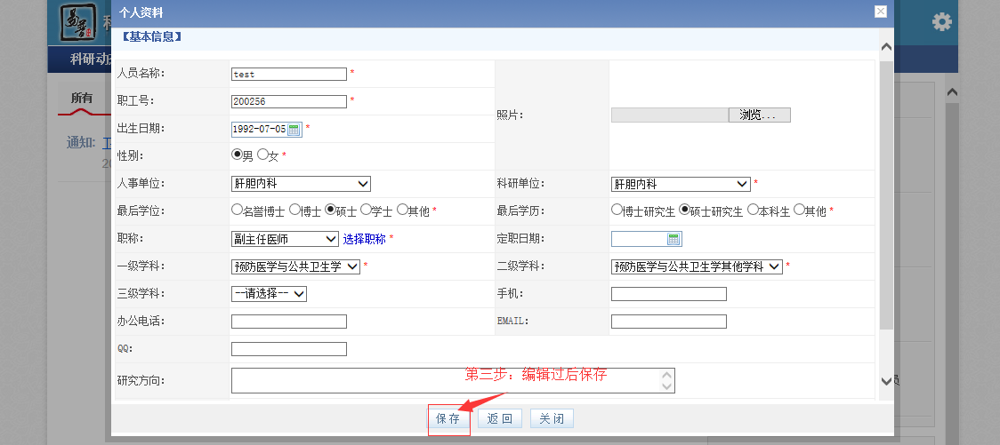 易普
科
个人资料
科研动
【基本信息】
所有
通知:
人员名称:
test
*
职工号:
200256
*
照片:
浏览...
出生日期:
1992-07-05
*
性别:
男 女 *
人事单位:
肝胆内科
科研单位:
肝胆内科
*
最后学位:
名誉博士 博士 硕士 学士 其他 *
最后学历:
博士研究生 硕士研究生 本科生 其他 *
职称:
副主任医师
选择职称 *
定职日期:
一级学科:
预防医学与公共卫生学
*
二级学科:
预防医学与公共卫生学其他学科
*
三级学科:
--请选择--
手机:
办公电话:
EMAIL:
QQ:
研究方向:
第三步：编辑过后保存
员
保存
返回
关闭